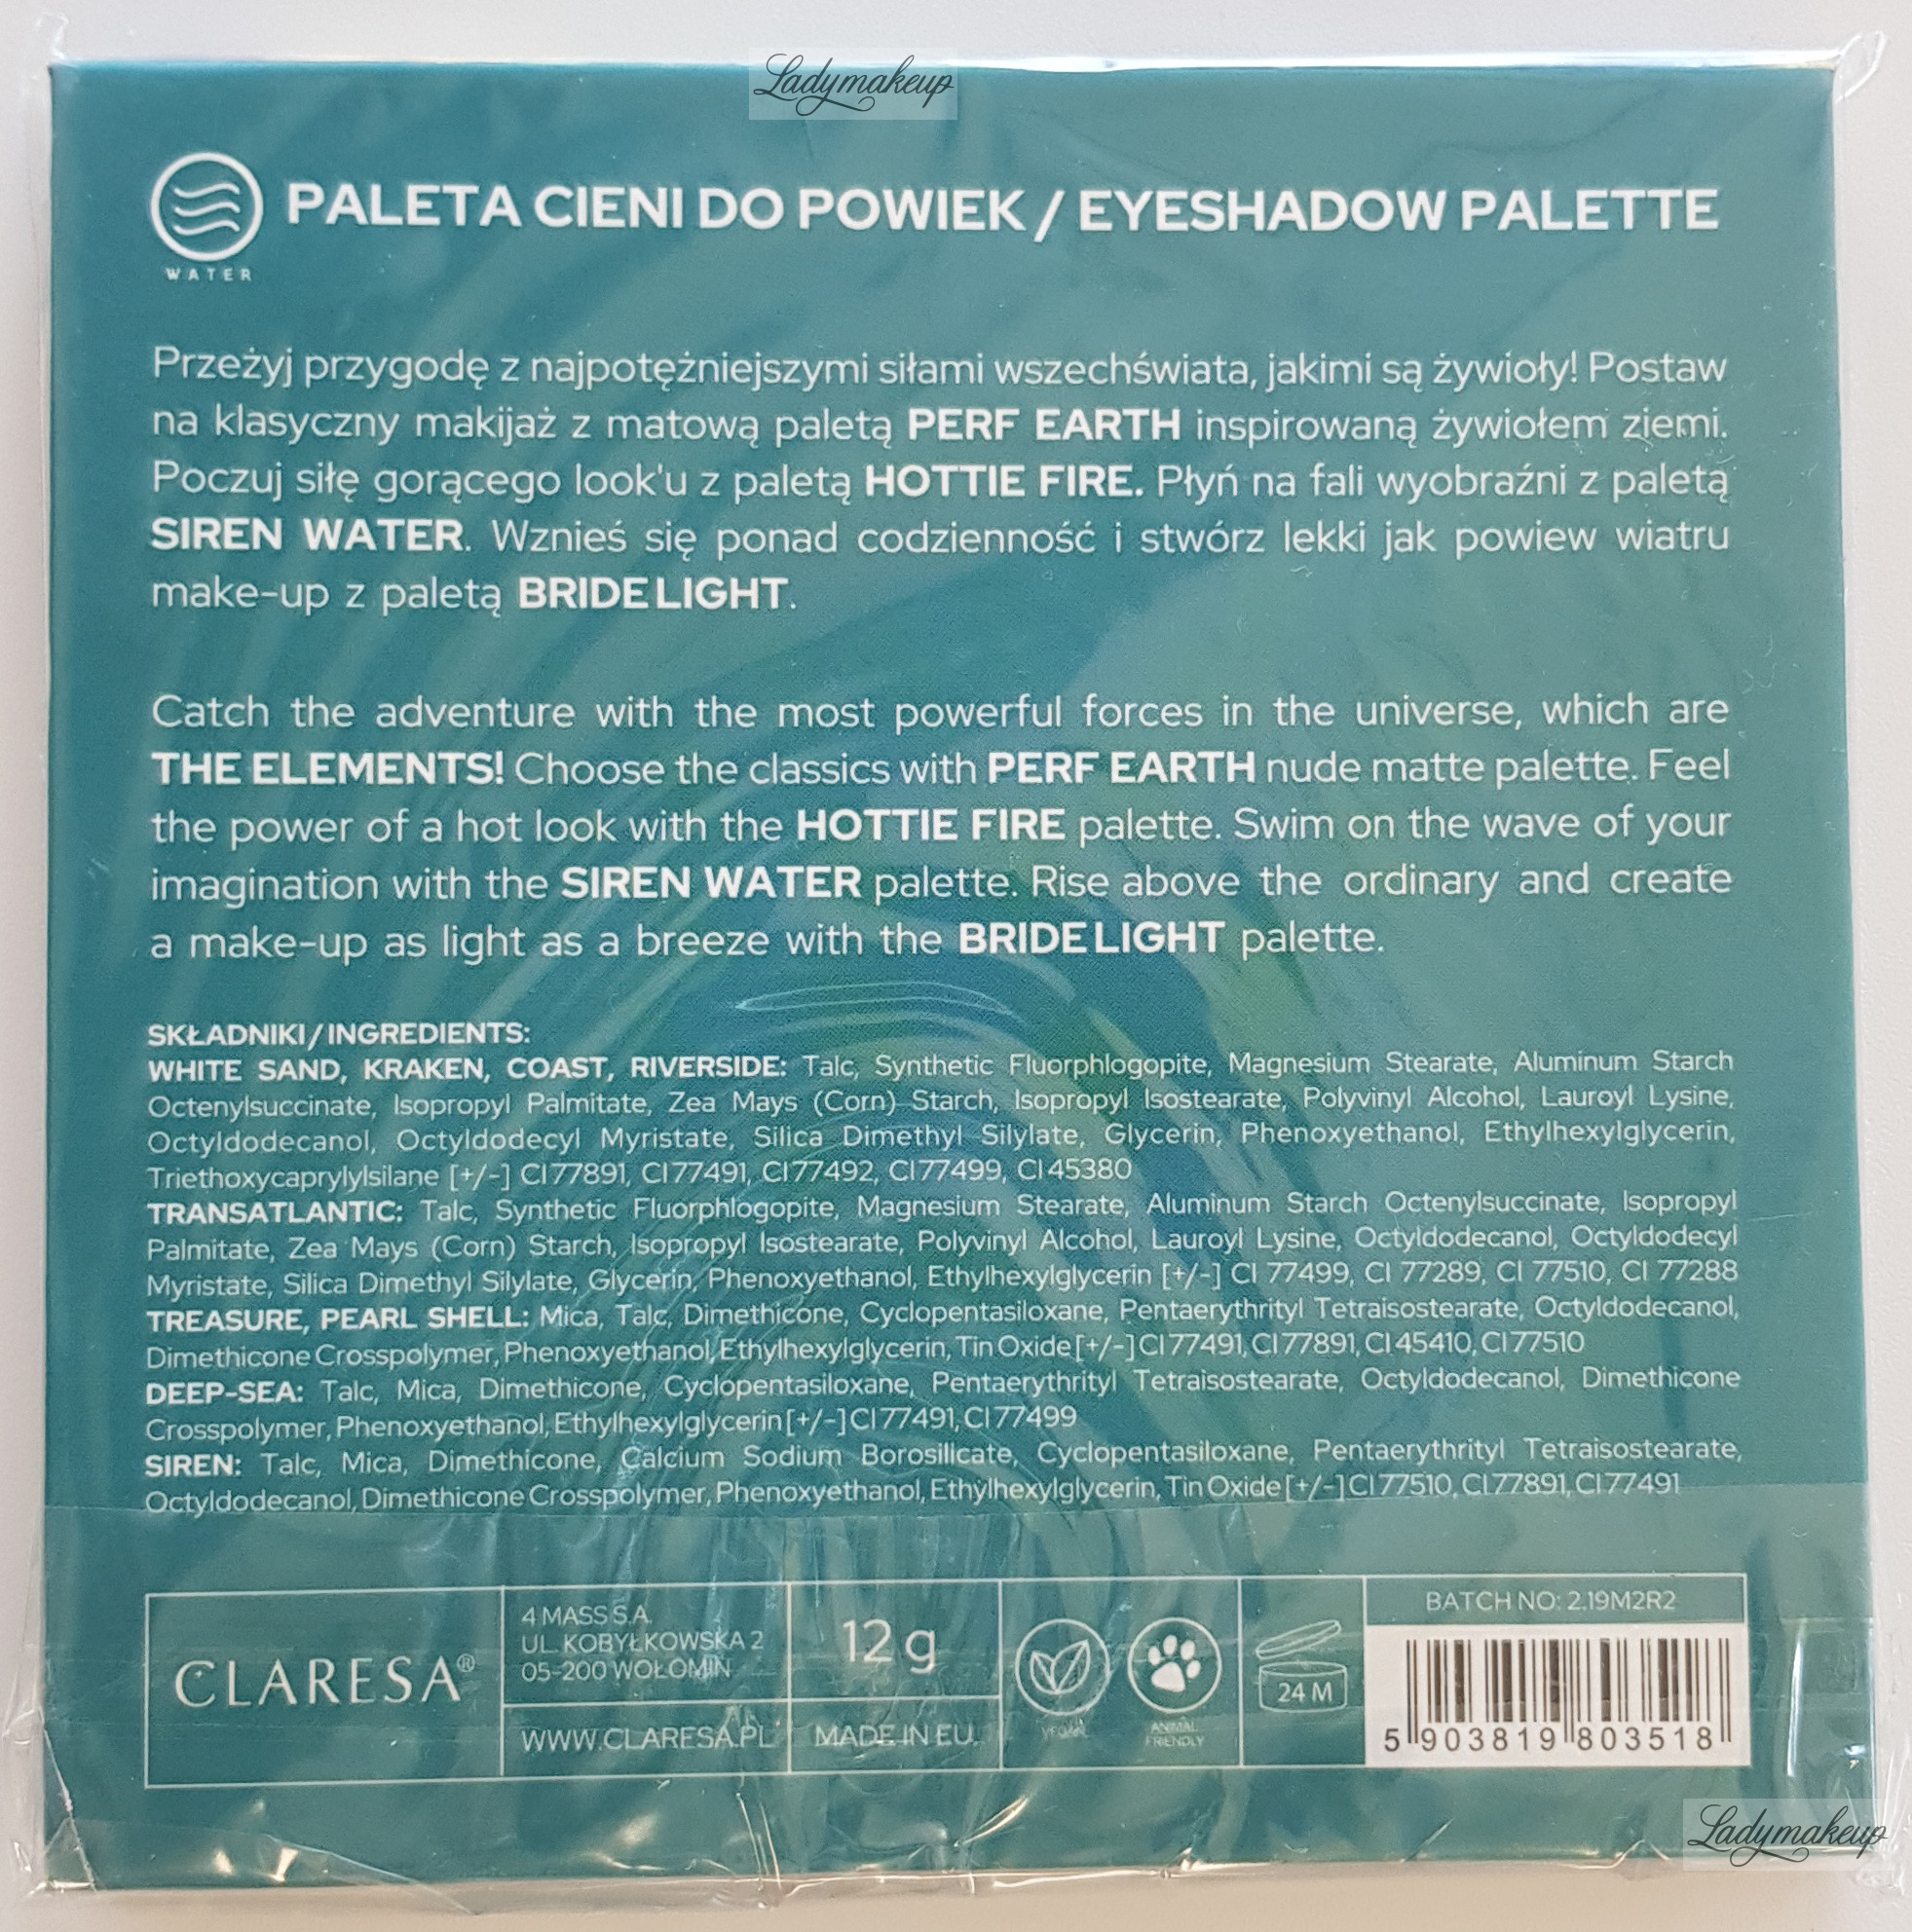 Ladymakeup
PALETA CIENI DO POWIEK / EYESHADOW PALETTE
WATER
Przeżyj przygodę z najpotężniejszymi siłami wszechświata, jakimi są żywioły! Postaw
na klasyczny makijaż z matową paletą PERF EARTH inspirowaną żywiołem ziemi.
Poczuj siłę gorącego look'u z paletą HOTTIE FIRE. Płyń na fali wyobraźni z paletą
SIREN WATER. Wznieś się ponad codzienność i stwórz lekki jak powiew wiatru
make-up z paletą BRIDE LIGHT.
Catch the adventure with the most powerful forces in the universe, which are
THE ELEMENTS! Choose the classics with PERF EARTH nude matte palette. Feel
the power of a hot look with the HOTTIE FIRE palette. Swim on the wave of your
imagination with the SIREN WATER palette. Rise above the ordinary and create
a make-up as light as a breeze with the BRIDE LIGHT palette.
SKŁADNIKI/INGREDIENTS:
WHITE SAND, KRAKEN, COAST, RIVERSIDE: Talc, Synthetic Fluorphlogopite, Magnesium Stearate, Aluminum Starch
Octenylsuccinate, Isopropyl Palmitate, Zea Mays (Corn) Starch, Isopropyl Isostearate, Polyvinyl Alcohol, Lauroyl Lysine,
Octyldodecanol, Octyldodecyl Myristate, Silica Dimethyl Silylate, Glycerin, Phenoxyethanol, Ethylhexylglycerin,
Triethoxycaprylylsilane [+/-] CI 77891, CI 77491, CI 77492, CI 77499, CI 45380
TRANSATLANTIC: Talc, Synthetic Fluorphlogopite, Magnesium Stearate, Aluminum Starch Octenylsuccinate, Isopropyl
Palmitate, Zea Mays (Corn) Starch, Isopropyl Isostearate, Polyvinyl Alcohol, Lauroyl Lysine, Octyldodecanol, Octyldodecyl
Myristate, Silica Dimethyl Silylate, Glycerin, Phenoxyethanol, Ethylhexylglycerin [+/-] CI 77499, CI 77289, CI 77510, CI 77288
TREASURE, PEARL SHELL: Mica, Talc, Dimethicone, Cyclopentasiloxane, Pentaerythrityl Tetraisostearate, Octyldodecanol,
Dimethicone Crosspolymer, Phenoxyethanol, Ethylhexylglycerin, Tin Oxide [+/-] CI 77491, CI 77891, CI 45410, CI 77510
DEEP-SEA: Talc, Mica, Dimethicone, Cyclopentasiloxane, Pentaerythrityl Tetraisostearate, Octyldodecanol, Dimethicone
Crosspolymer, Phenoxyethanol, Ethylhexylglycerin [+/-] CI 77491, CI 77499
SIREN: Talc, Mica, Dimethicone, Calcium Sodium Borosilicate, Cyclopentasiloxane, Pentaerythrityl Tetraisostearate,
Octyldodecanol, Dimethicone Crosspolymer, Phenoxyethanol, Ethylhexylglycerin, Tin Oxide [+/-] CI 77510, CI 77891, CI 77491
CLARESA®
4 MASS S.A.
UL. KOBYŁKOWSKA 2
05-200 WOŁOMIN
WWW.CLARESA.PL
12 g
MADE IN EU.
VEGAN
ANIMAL
FRIENDLY
24 M
BATCH NO: 2.19M2R2
5 903819 803518
Ladymakeup